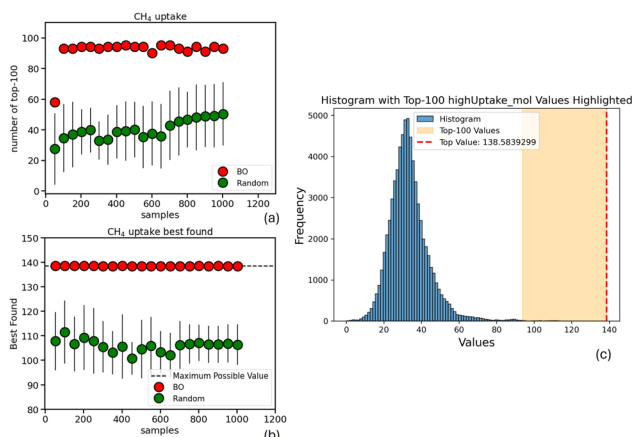 CH₄ uptake
number of top-100
100
80
60
40
20
0
0 200 400 600 800 1000 1200
samples
BO
Random
(a)
CH₄ uptake best found
Best Found
150
140
130
120
110
100
90
80
0 200 400 600 800 1000 1200
samples
Maximum Possible Value
BO
Random
(b)
Histogram with Top-100 highUptake_mol Values Highlighted
Histogram
Top-100 Values
Top Value: 138.5839299
Frequency
5000
4000
3000
2000
1000
0
0 20 40 60 80 100 120 140
Values
(c)